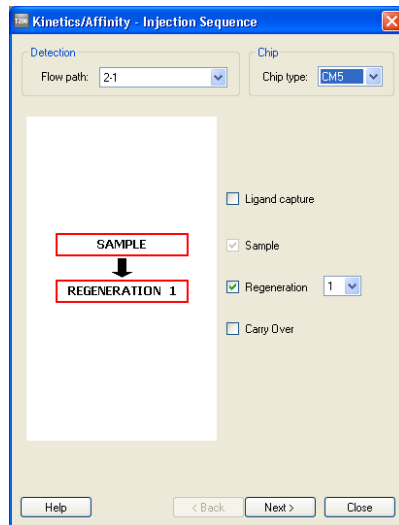 T200 Kinetics/Affinity - Injection Sequence
Detection
Chip
Flow path: 2-1
Chip type: CM5
Ligand capture
SAMPLE
Sample
REGENERATION 1
Regeneration 1
Carry Over
Help
< Back
Next >
Close